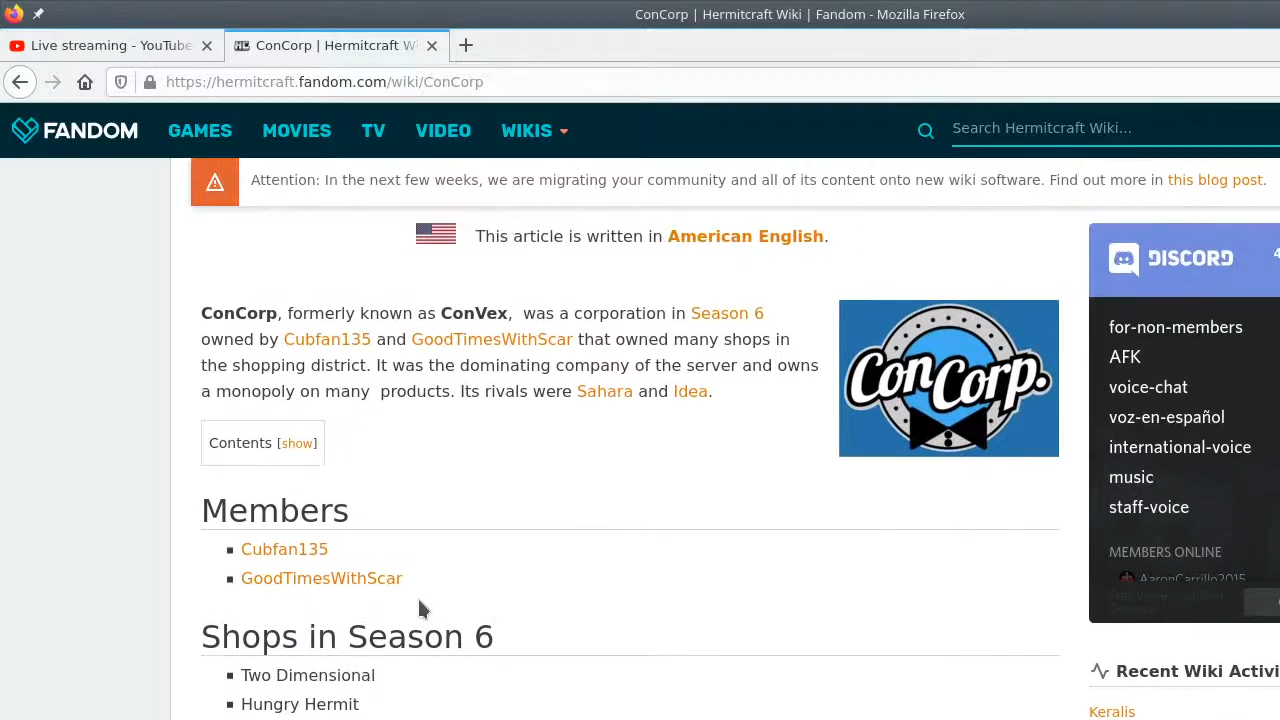 ConCorp | Hermitcraft Wiki | Fandom - Mozilla Firefox
Live streaming - YouTube
ConCorp | Hermitcraft Wi
https://hermitcraft.fandom.com/wiki/ConCorp
FANDOM GAMES MOVIES TV VIDEO WIKIS Search Hermitcraft Wiki...
Attention: In the next few weeks, we are migrating your community and all of its content onto new wiki software. Find out more in this blog post.
This article is written in American English.
ConCorp, formerly known as ConVex, was a corporation in Season 6
owned by Cubfan135 and GoodTimesWithScar that owned many shops in
the shopping district. It was the dominating company of the server and owns
a monopoly on many products. Its rivals were Sahara and Idea.
ConCorp.
Contents [show]
Members
Cubfan135
GoodTimesWithScar
Shops in Season 6
Two Dimensional
Hungry Hermit
DISCORD
for-non-members
AFK
voice-chat
voz-en-español
international-voice
music
staff-voice
MEMBERS ONLINE
AaronCarrillo2015
Recent Wiki Activi
Keralis